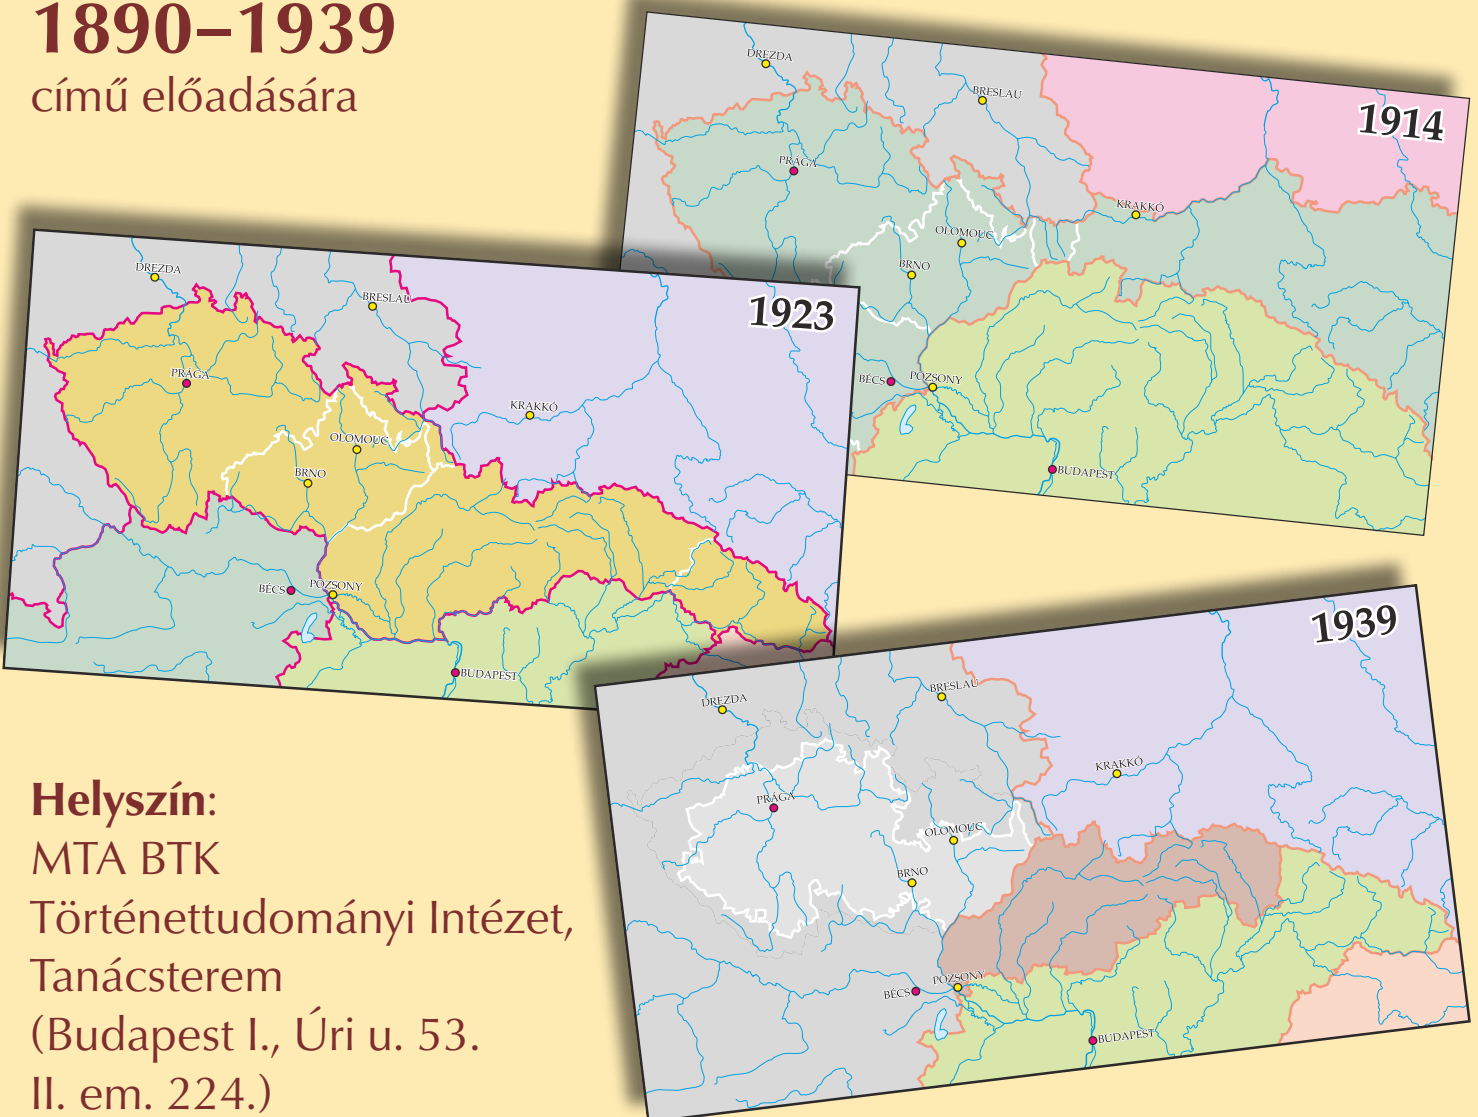 1890–1939
című előadására
1914
DREZDA
BRESLAU
PRÁGA
KRAKKÓ
OLOMOUC
BRNO
BÉCS
POZSONY
BUDAPEST
1923
DREZDA
BRESLAU
PRÁGA
KRAKKÓ
OLOMOUC
BRNO
BÉCS
POZSONY
BUDAPEST
1939
DREZDA
BRESLAU
KRAKKÓ
PRÁGA
OLOMOUC
BRNO
BÉCS
POZSONY
BUDAPEST
Helyszín:
MTA BTK
Történettudományi Intézet,
Tanácsterem
(Budapest I., Úri u. 53.
II. em. 224.)